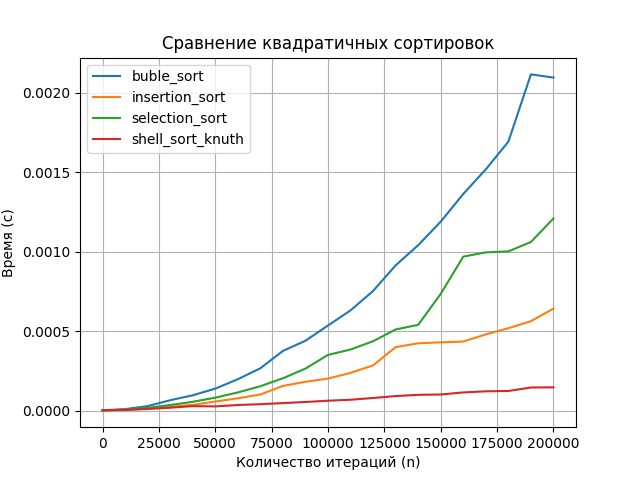 Сравнение квадратичных сортировок
buble_sort
insertion_sort
selection_sort
shell_sort_knuth
0.0020
0.0015
0.0010
0.0005
0.0000
Время (с)
0 25000 50000 75000 100000 125000 150000 175000 200000
Количество итераций (n)